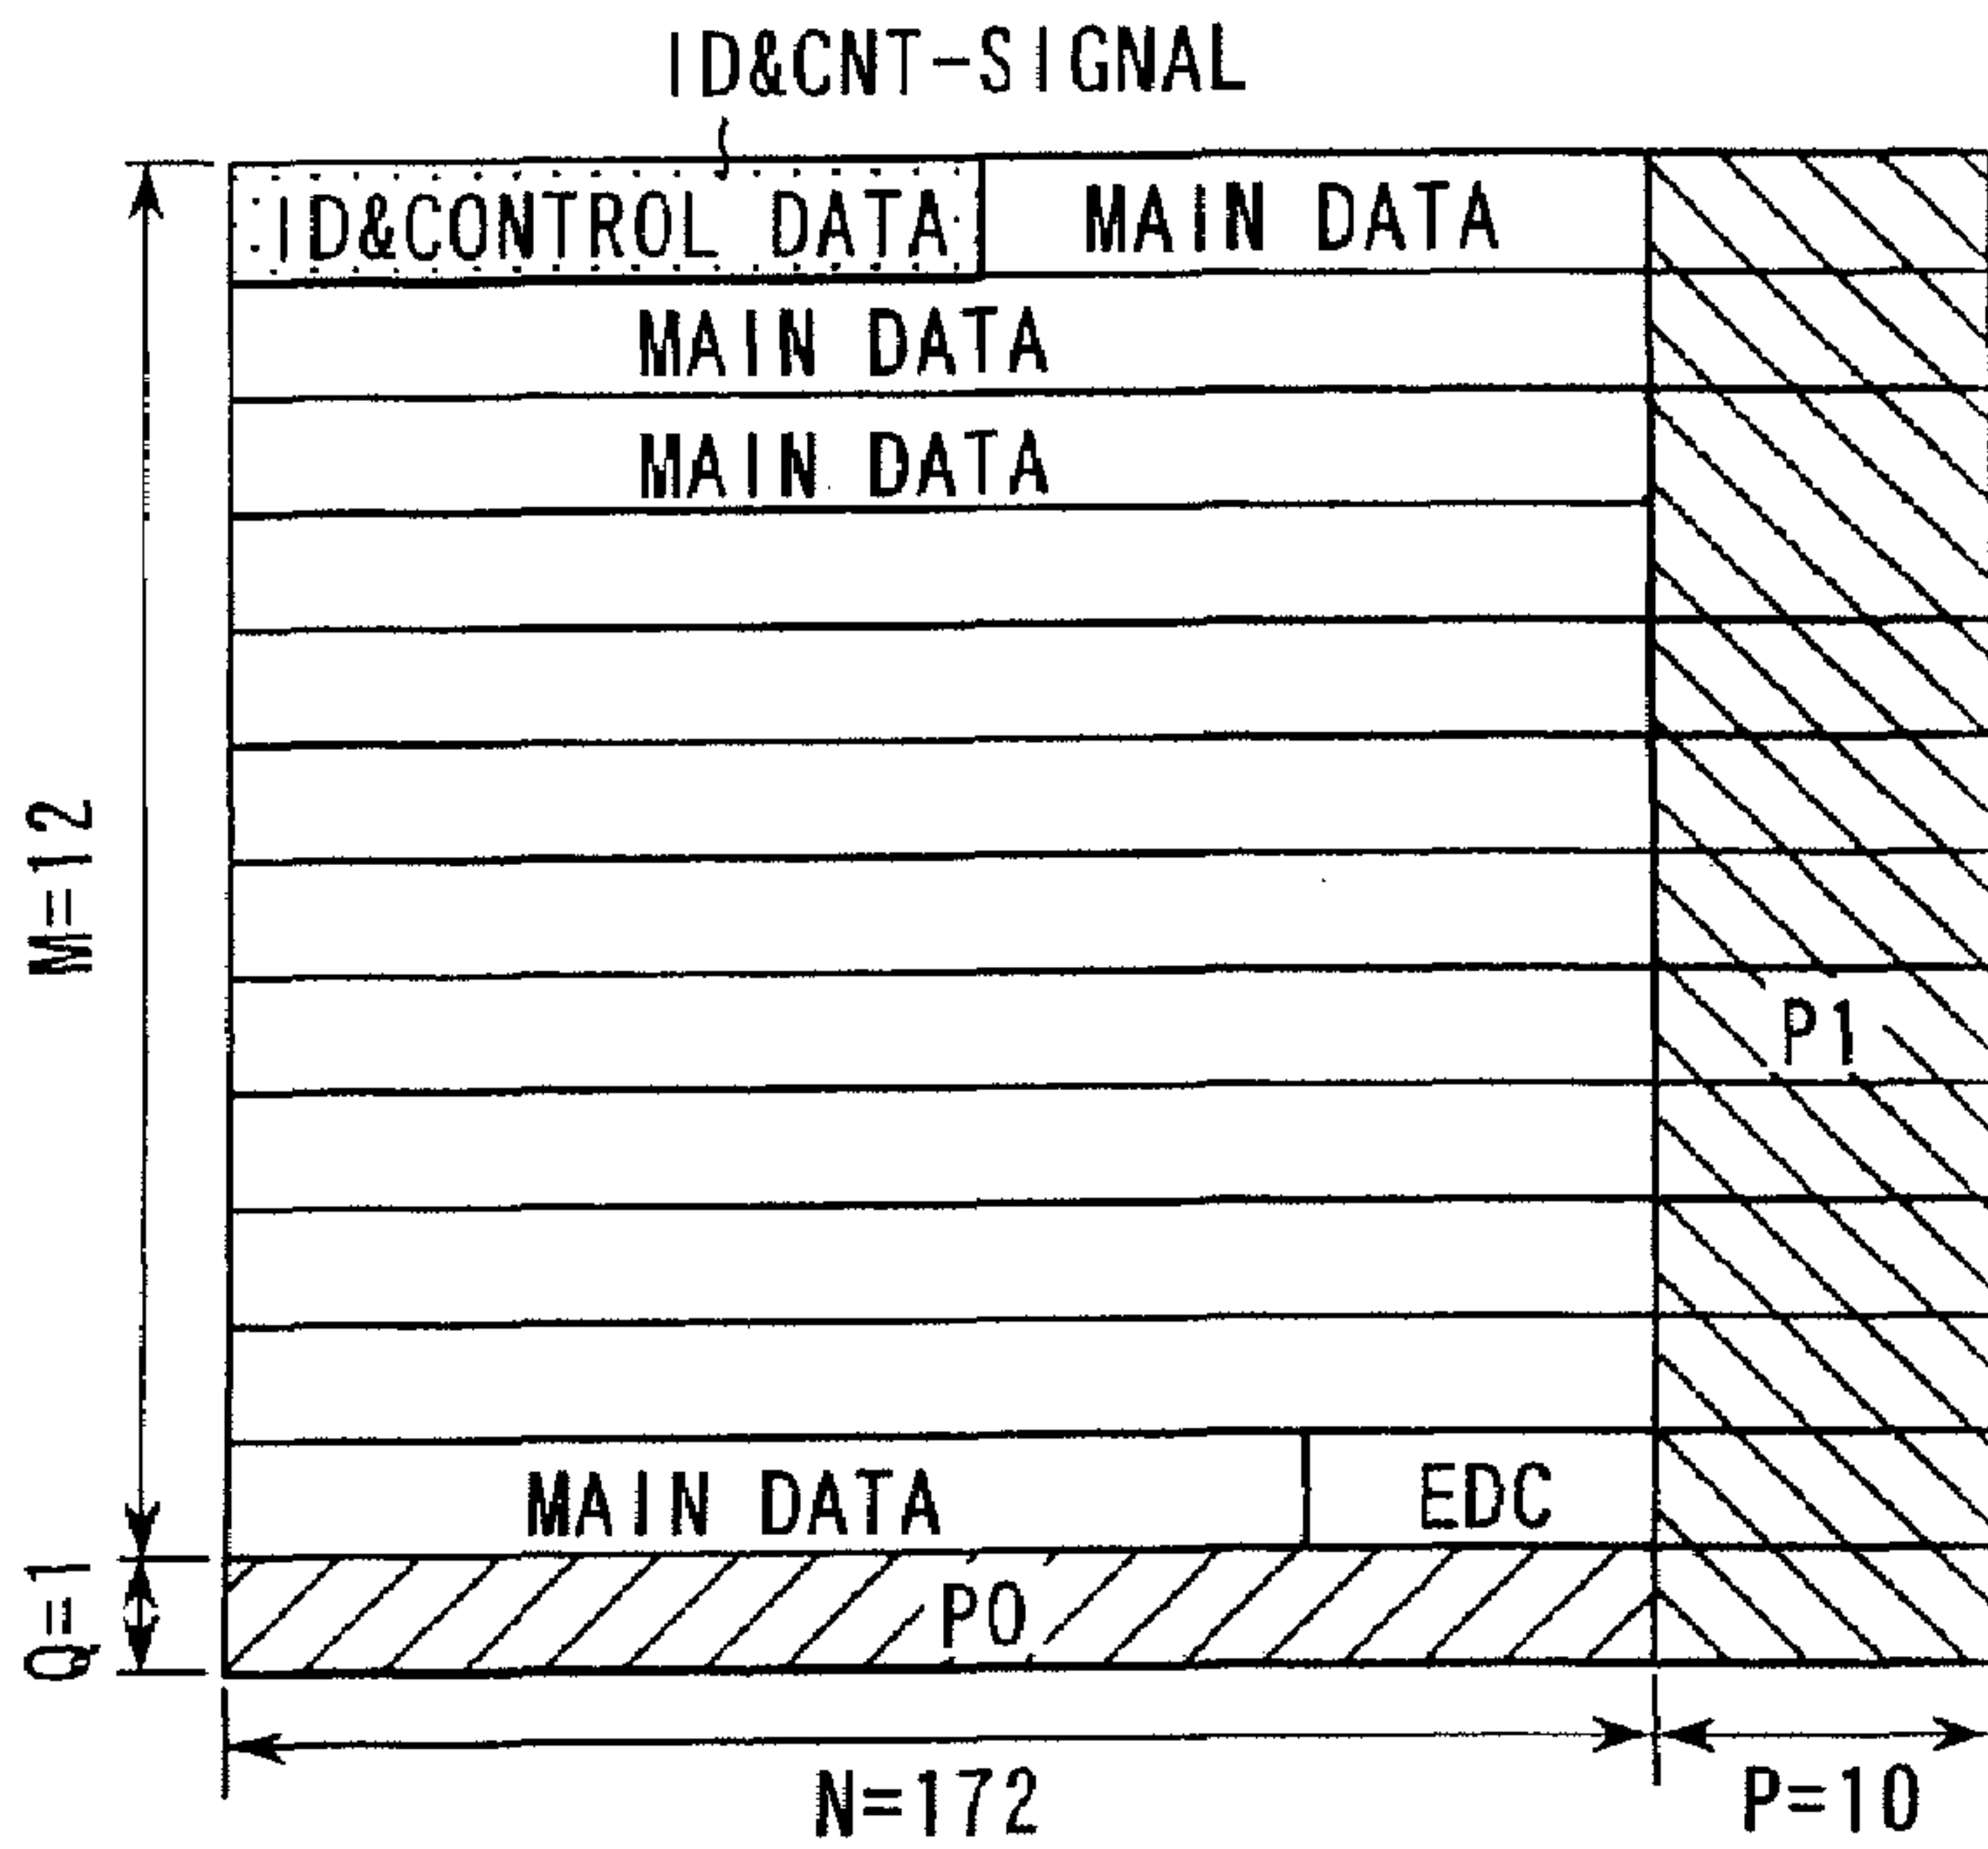 ID&CNT-SIGNAL
ID&CONTROL DATA MAIN DATA
MAIN DATA
MAIN DATA
M=12
P1
MAIN DATA EDC
Q=1
PO
N=172
P=10